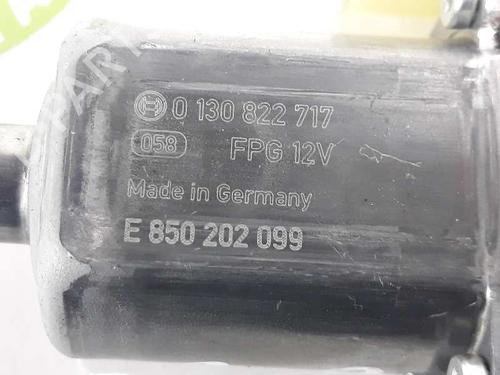 0 130 822 717
058 FPG 12V
Made in Germany
E 850 202 099